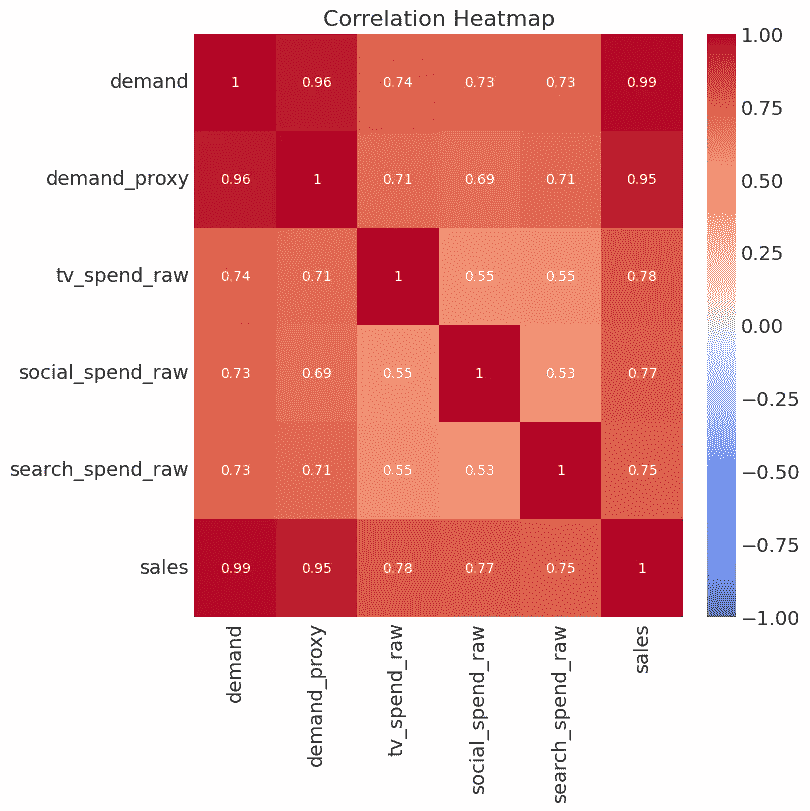 Correlation Heatmap
demand 1 0.96 0.74 0.73 0.73 0.99
demand_proxy 0.96 1 0.71 0.69 0.71 0.95
tv_spend_raw 0.74 0.71 1 0.55 0.55 0.78
social_spend_raw 0.73 0.69 0.55 1 0.53 0.77
search_spend_raw 0.73 0.71 0.55 0.53 1 0.75
sales 0.99 0.95 0.78 0.77 0.75 1
demand
demand_proxy
tv_spend_raw
social_spend_raw
search_spend_raw
sales
1.00
0.75
0.50
0.25
0.00
−0.25
−0.50
−0.75
−1.00